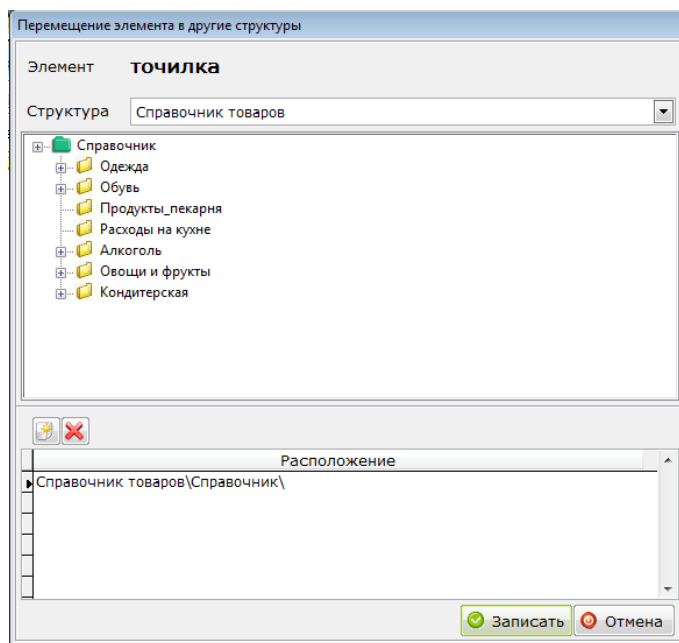 Перемещение элемента в другие структуры
Элемент точилка
Структура Справочник товаров
Справочник
Одежда
Обувь
Продукты_пекарня
Расходы на кухне
Алкоголь
Овощи и фрукты
Кондитерская
Расположение
Справочник товаров\Справочник\
Записать Отмена